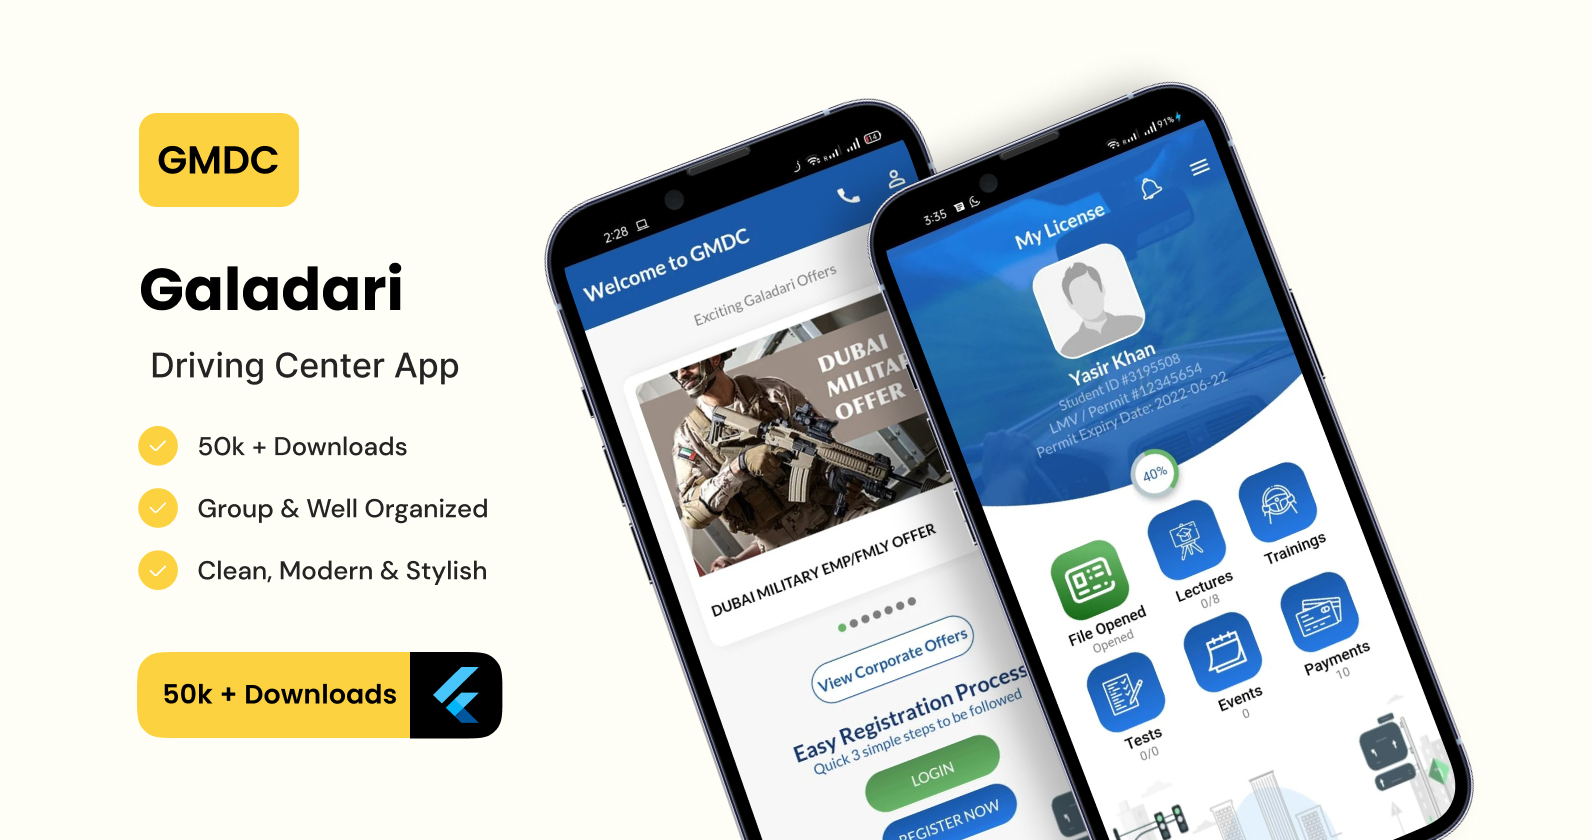 GMDC
Galadari
Driving Center App
50k + Downloads
Group & Well Organized
Clean, Modern & Stylish
50k + Downloads
2:28
14
Welcome to GMDC
Exciting Galadari Offers
DUBAI
MILITAR
OFFER
DUBAI MILITARY EMP/FMLY OFFER
View Corporate Offers
Easy Registration Process
Quick 3 simple steps to be followed
LOGIN
REGISTER NOW
3:35
91%
My License
Yasir Khan
Student ID #3195508
LMV / Permit #12345654
Permit Expiry Date: 2022-06-22
40%
File Opened
Opened
Lectures
0/8
Trainings
Tests
0/0
Events
0
Payments
10